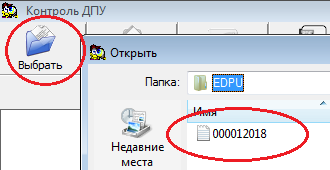 Контроль ДПУ
Выбрать
Открыть
Папка: EDPU
Имя
000012018
Недавние
места